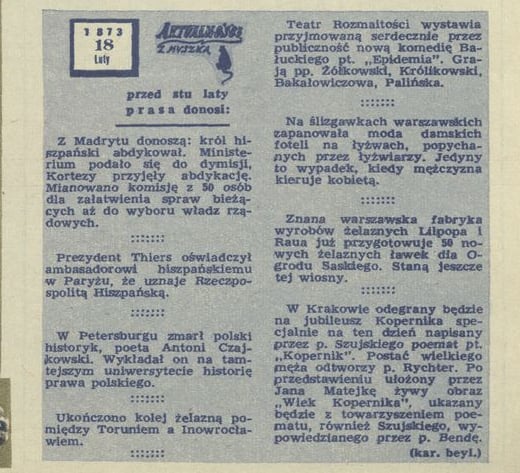 1873
18
Luty
AKTUALNOŚCI
Z MYSZKĄ
przed stu laty
prasa donosi:
Z Madrytu donoszą: król hi-
szpański abdykował. Ministe-
rium podało się do dymisji,
Kortezy przyjęły abdykację.
Mianowano komisję z 50 osób
dla załatwienia spraw bieżą-
cych aż do wyboru władz rzą-
dowych.
Prezydent Thiers oświadczył
ambasadorowi hiszpańskiemu
w Paryżu, że uznaje Rzeczpo-
spolitą Hiszpańską.
W Petersburgu zmarł polski
historyk, poeta Antoni Czaj-
kowski. Wykładał on na tam-
tejszym uniwersytecie historię
prawa polskiego.
Ukończono kolej żelazną po-
między Toruniem a Inowrocła-
wiem.
Teatr Rozmaitości wystawia
przyjmowaną serdecznie przez
publiczność nową komedię Ba-
łuckiego pt. „Epidemia". Gra-
ją pp. Żółkowski, Królikowski,
Bakałowiczowa, Palińska.
Na ślizgawkach warszawskich
zapanowała moda damskich
foteli na łyżwach, popycha-
nych przez łyżwiarzy. Jedyny
to wypadek, kiedy mężczyzna
kieruje kobietą.
Znana warszawska fabryka
wyrobów żelaznych Lilpopa i
Raua już przygotowuje 50 no-
wych żelaznych ławek dla O-
grodu Saskiego. Staną jeszcze
tej wiosny.
W Krakowie odegrany będzie
na jubileusz Kopernika spe-
cjalnie na ten dzień napisany
przez p. Szujskiego poemat pt.
„Kopernik". Postać wielkiego
męża odtworzy p. Rychter. Po
przedstawieniu ułożony przez
Jana Matejkę żywy obraz
„Wiek Kopernika", ukazany
będzie z towarzyszeniem poe-
matu, również Szujskiego, wy-
powiedzianego przez p. Bendę.
(kar. beyl.)